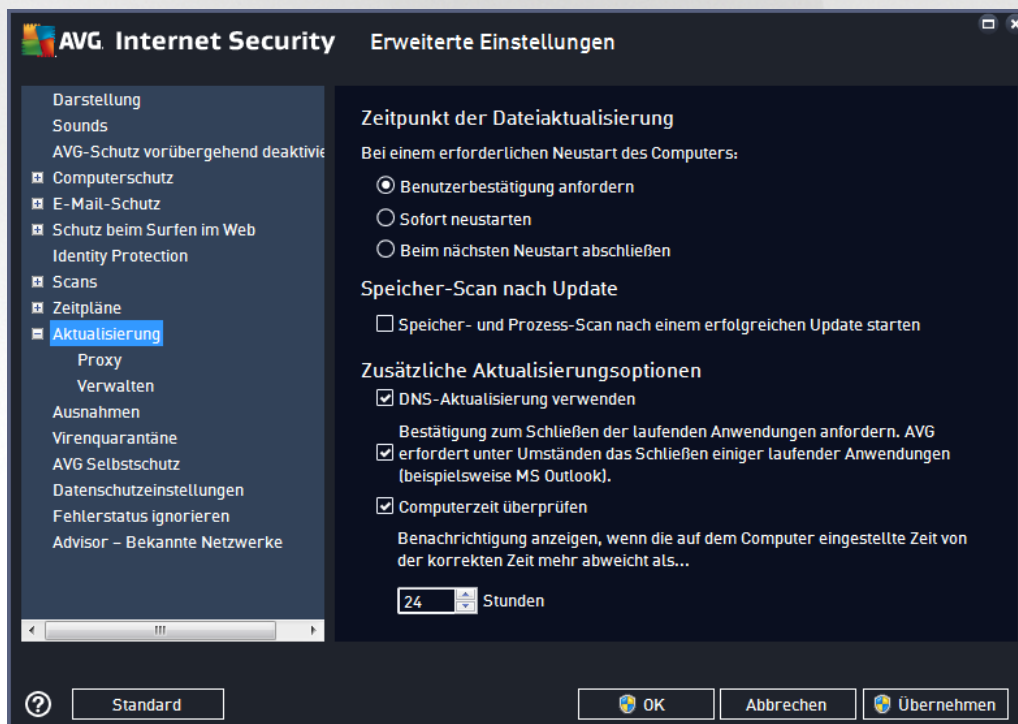 AVG. Internet Security Erweiterte Einstellungen
Darstellung
Sounds
AVG-Schutz vorübergehend deaktivie
Computerschutz
E-Mail-Schutz
Schutz beim Surfen im Web
Identity Protection
Scans
Zeitpläne
Aktualisierung
Proxy
Verwalten
Ausnahmen
Virenquarantäne
AVG Selbstschutz
Datenschutzeinstellungen
Fehlerstatus ignorieren
Advisor – Bekannte Netzwerke
Zeitpunkt der Dateiaktualisierung
Bei einem erforderlichen Neustart des Computers:
Benutzerbestätigung anfordern
Sofort neustarten
Beim nächsten Neustart abschließen
Speicher-Scan nach Update
Speicher- und Prozess-Scan nach einem erfolgreichen Update starten
Zusätzliche Aktualisierungsoptionen
DNS-Aktualisierung verwenden
Bestätigung zum Schließen der laufenden Anwendungen anfordern. AVG
erfordert unter Umständen das Schließen einiger laufender Anwendungen
(beispielsweise MS Outlook).
Computerzeit überprüfen
Benachrichtigung anzeigen, wenn die auf dem Computer eingestellte Zeit von
der korrekten Zeit mehr abweicht als...
24 Stunden
Standard
OK
Abbrechen
Übernehmen